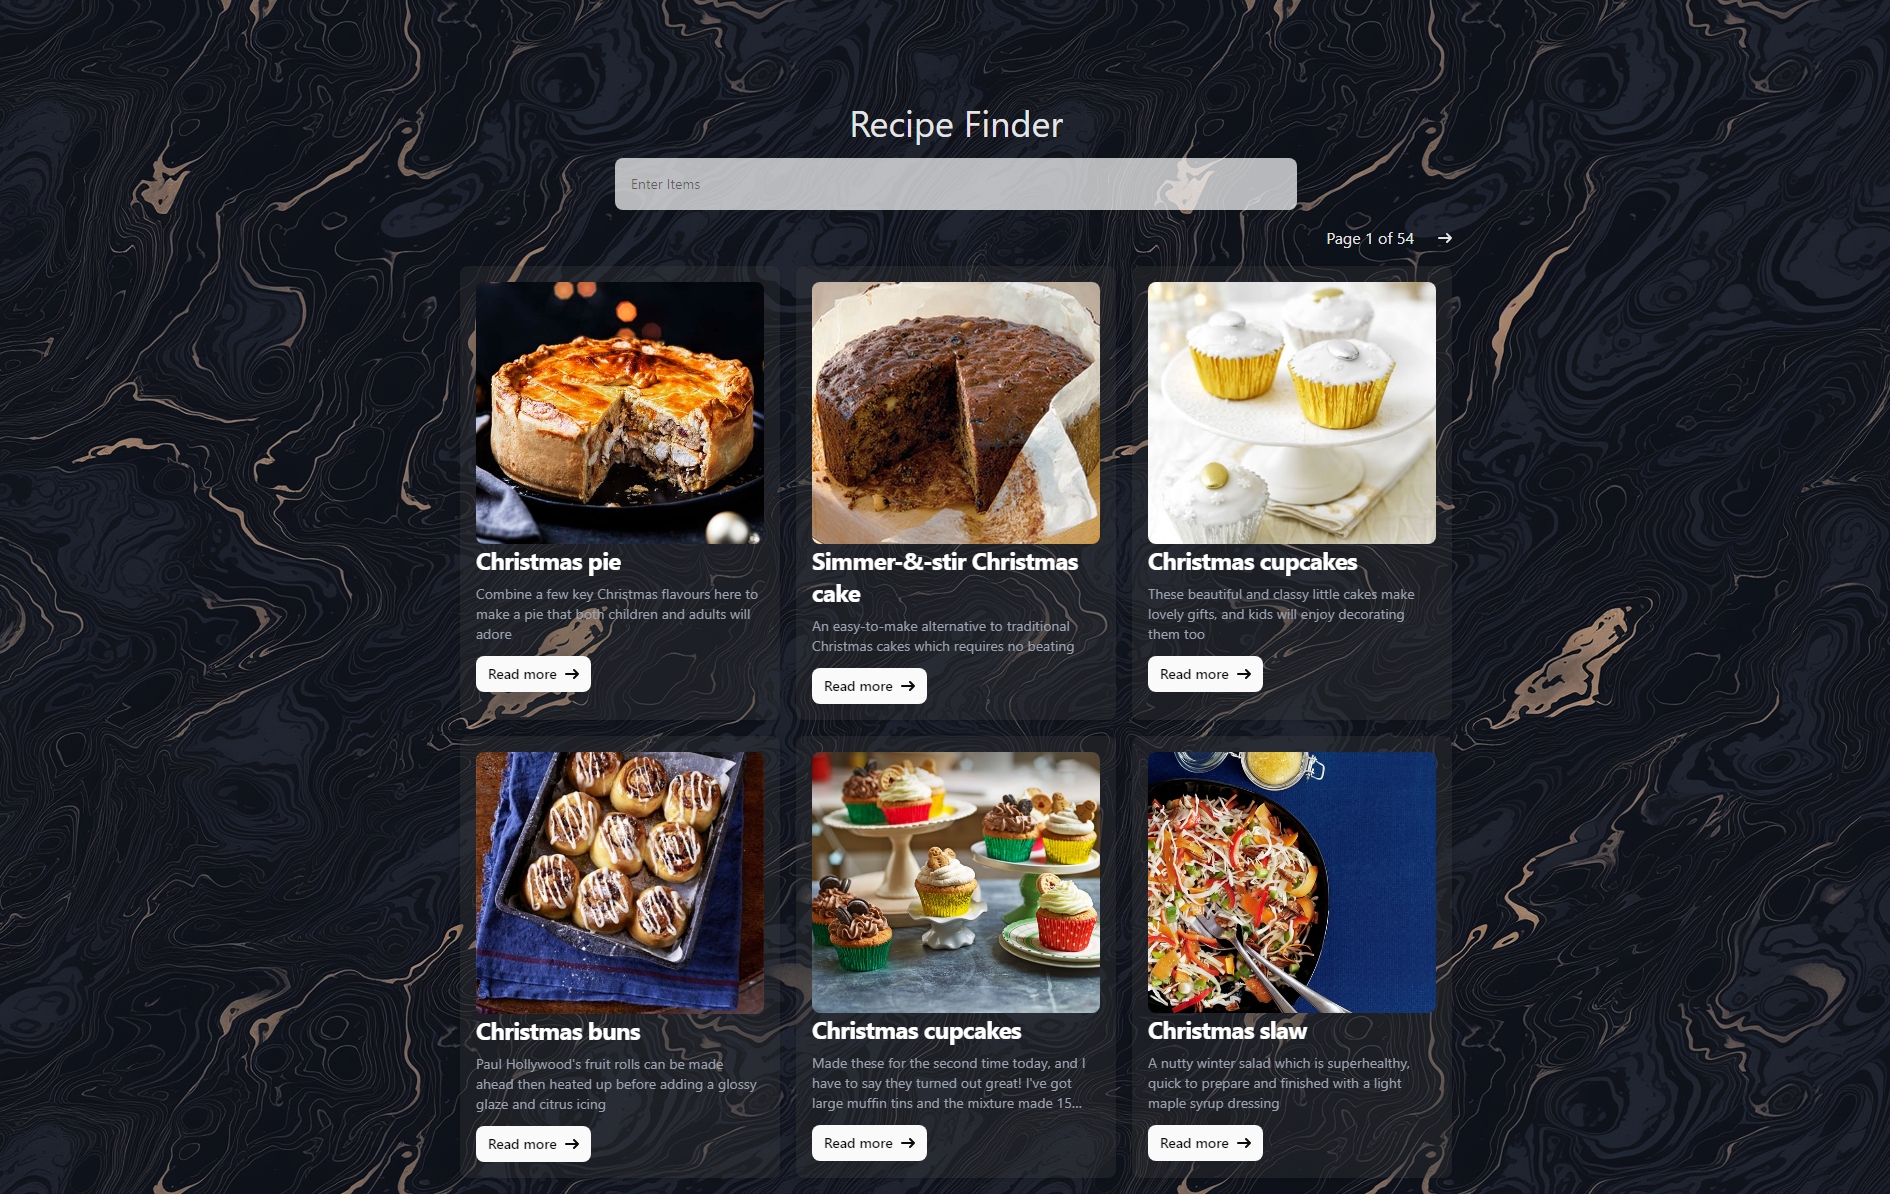 Recipe Finder
Enter Items
Page 1 of 54 →
Christmas pie
Combine a few key Christmas flavours here to
make a pie that both children and adults will
adore
Read more →
Simmer-&-stir Christmas
cake
An easy-to-make alternative to traditional
Christmas cakes which requires no beating
Read more →
Christmas cupcakes
These beautiful and classy little cakes make
lovely gifts, and kids will enjoy decorating
them too
Read more →
Christmas buns
Paul Hollywood's fruit rolls can be made
ahead then heated up before adding a glossy
glaze and citrus icing
Read more →
Christmas cupcakes
Made these for the second time today, and I
have to say they turned out great! I've got
large muffin tins and the mixture made 15...
Read more →
Christmas slaw
A nutty winter salad which is superhealthy,
quick to prepare and finished with a light
maple syrup dressing
Read more →